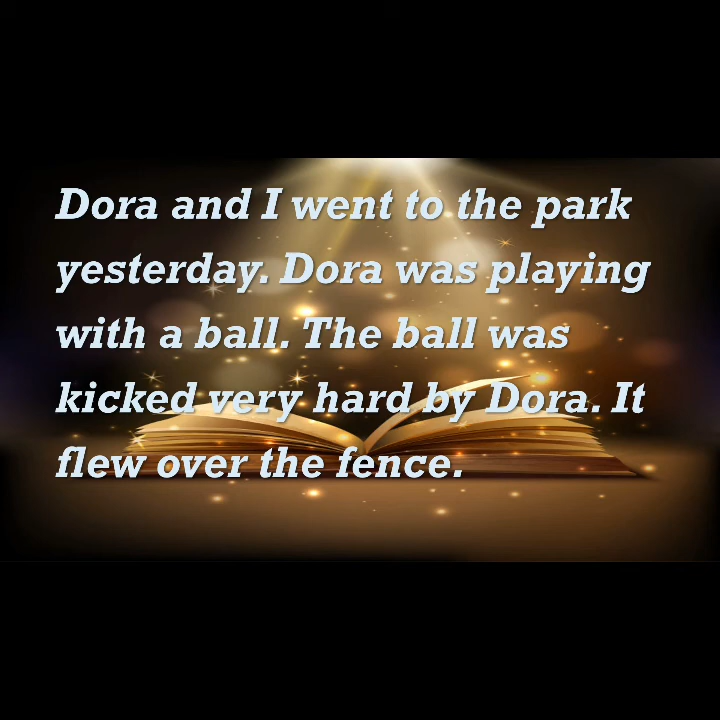 Dora and I went to the park
yesterday. Dora was playing
with a ball. The ball was
kicked very hard by Dora. It
flew over the fence.